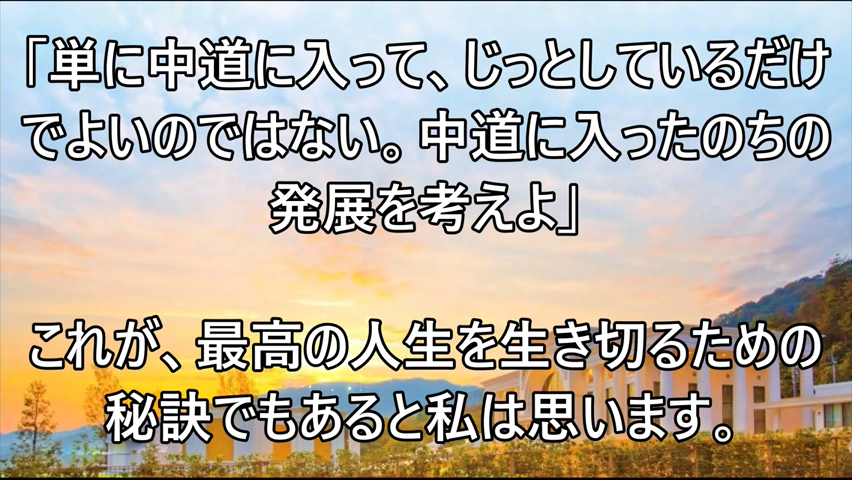 「単に中道に入って、じっとしているだけ
でよいのではない。中道に入ったのちの
発展を考えよ」
これが、最高の人生を生き切るための
秘訣でもあると私は思います。